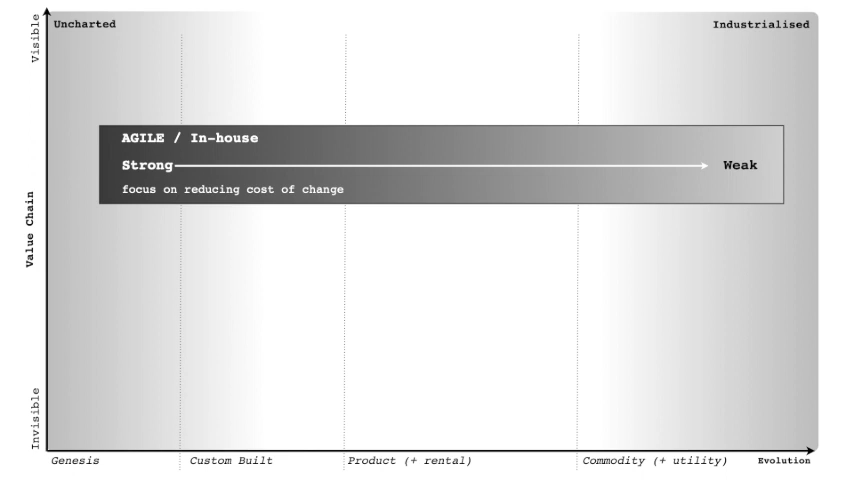 Visible
Uncharted
Industrialised
AGILE / In-house
Strong
Weak
focus on reducing cost of change
Value Chain
Invisible
Genesis
Custom Built
Product (+ rental)
Commodity (+ utility)
Evolution